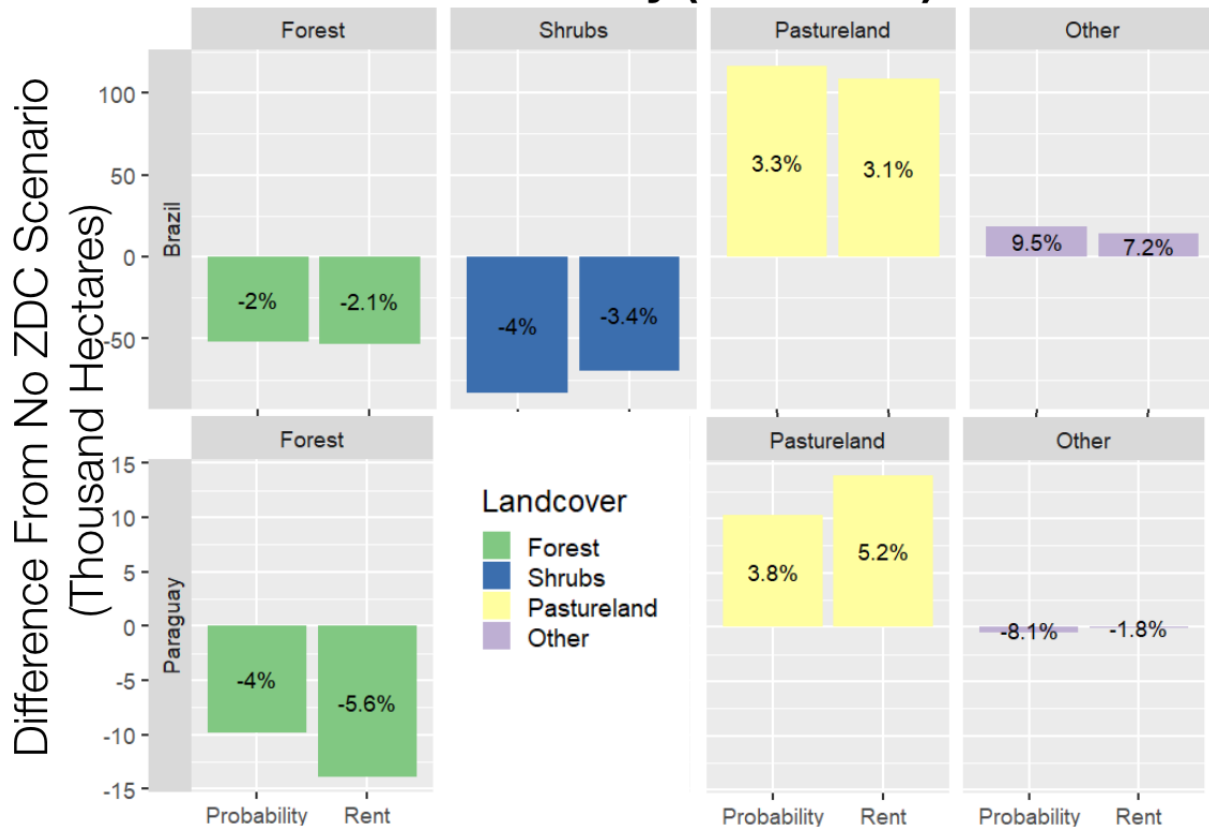 Forest
Shrubs
Pastureland
Other
Difference From No ZDC Scenario
(Thousand Hectares)
Brazil
100
50
0
-50
-2%
-2.1%
-4%
-3.4%
3.3%
3.1%
9.5%
7.2%
Forest
Pastureland
Other
Paraguay
15
10
5
0
-5
-10
-15
-4%
-5.6%
Landcover
Forest
Shrubs
Pastureland
Other
3.8%
5.2%
-8.1%
-1.8%
Probability
Rent
Probability
Rent
Probability
Rent